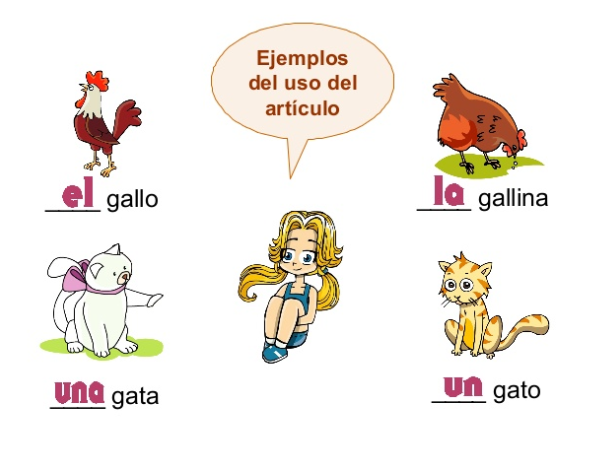 Ejemplos
del uso del
artículo
el gallo
la gallina
una gata
un gato